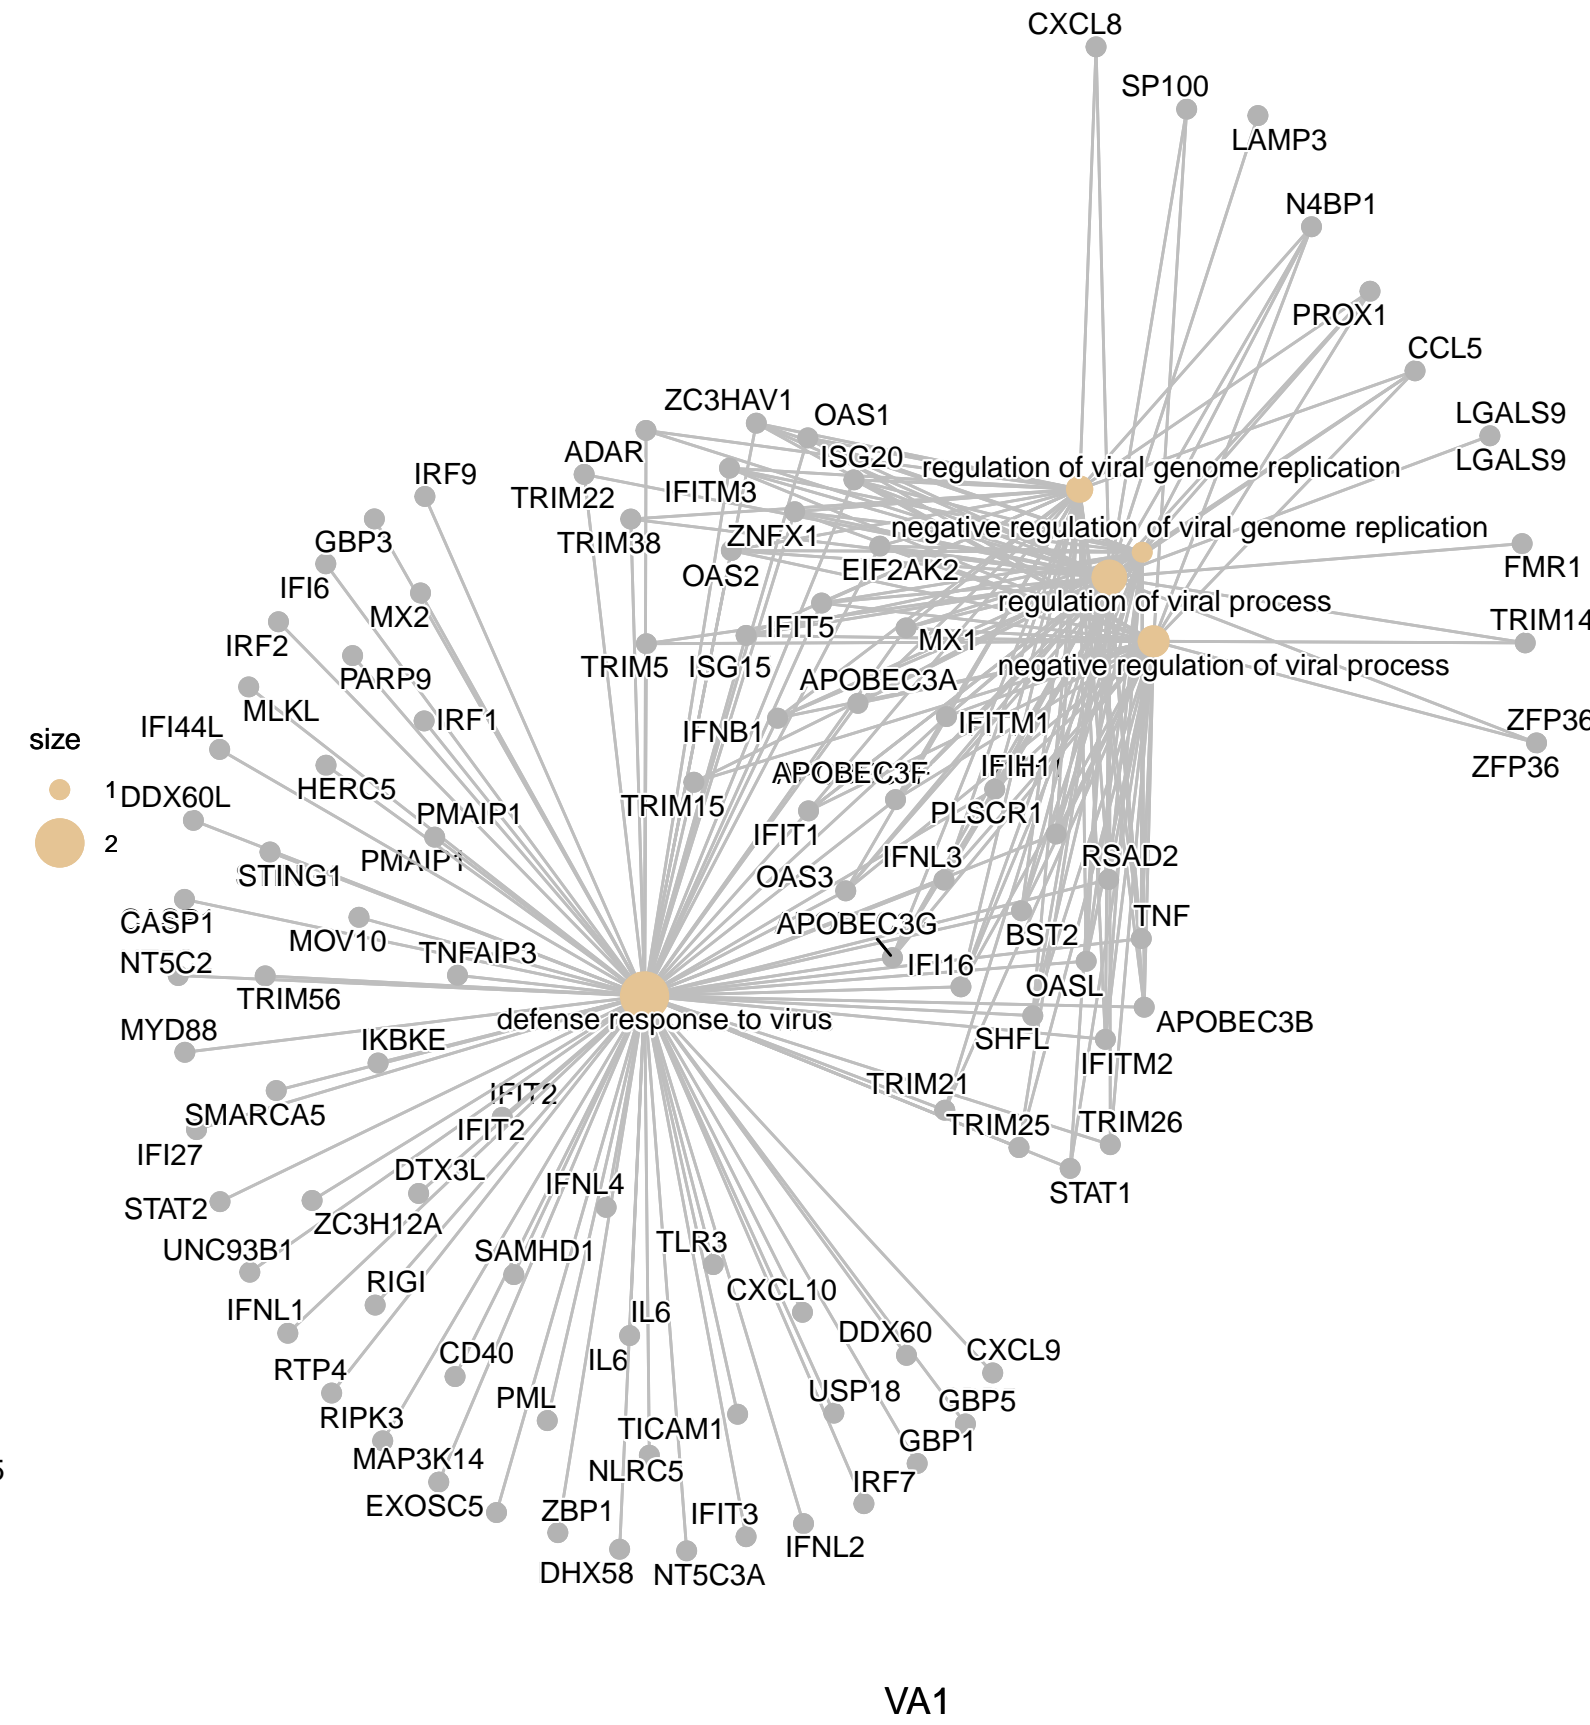 CXCL8
SP100
LAMP3
N4BP1
PROX1
CCL5
ZC3HAV1
OAS1
LGALS9
ADAR
ISG20
regulation of viral genome replication
LGALS9
IRF9
TRIM22
IFITM3
negative regulation of viral genome replication
ZNFX1
GBP3
TRIM38
OAS2
EIF2AK2
FMR1
IFI6
MX2
regulation of viral process
TRIM14
IFIT5
IRF2
MX1
TRIM5
ISG15
negative regulation of viral process
PARP9
APOBEC3A
MLKL
IRF1
IFITM1
ZFP36
IFI44L
IFNB1
size
APOBEC3F
IFIH1
ZFP36
1
DDX60L
HERC5
TRIM15
PLSCR1
PMAIP1
IFIT1
2
PMAIP1
IFNL3
RSAD2
STING1
OAS3
CASP1
APOBEC3G
TNF
MOV10
TNFAIP3
BST2
NT5C2
IFI16
TRIM56
OASL
defense response to virus
APOBEC3B
MYD88
IKBKE
SHFL
IFITM2
IFIT2
TRIM21
SMARCA5
IFIT2
TRIM25
TRIM26
IFI27
DTX3L
IFNL4
STAT1
STAT2
ZC3H12A
UNC93B1
SAMHD1
TLR3
RIGI
CXCL10
IFNL1
IL6
DDX60
CD40
IL6
CXCL9
RTP4
PML
USP18
GBP5
RIPK3
TICAM1
GBP1
MAP3K14
NLRC5
IRF7
5
EXOSC5
ZBP1
IFIT3
IFNL2
DHX58
NT5C3A
VA1